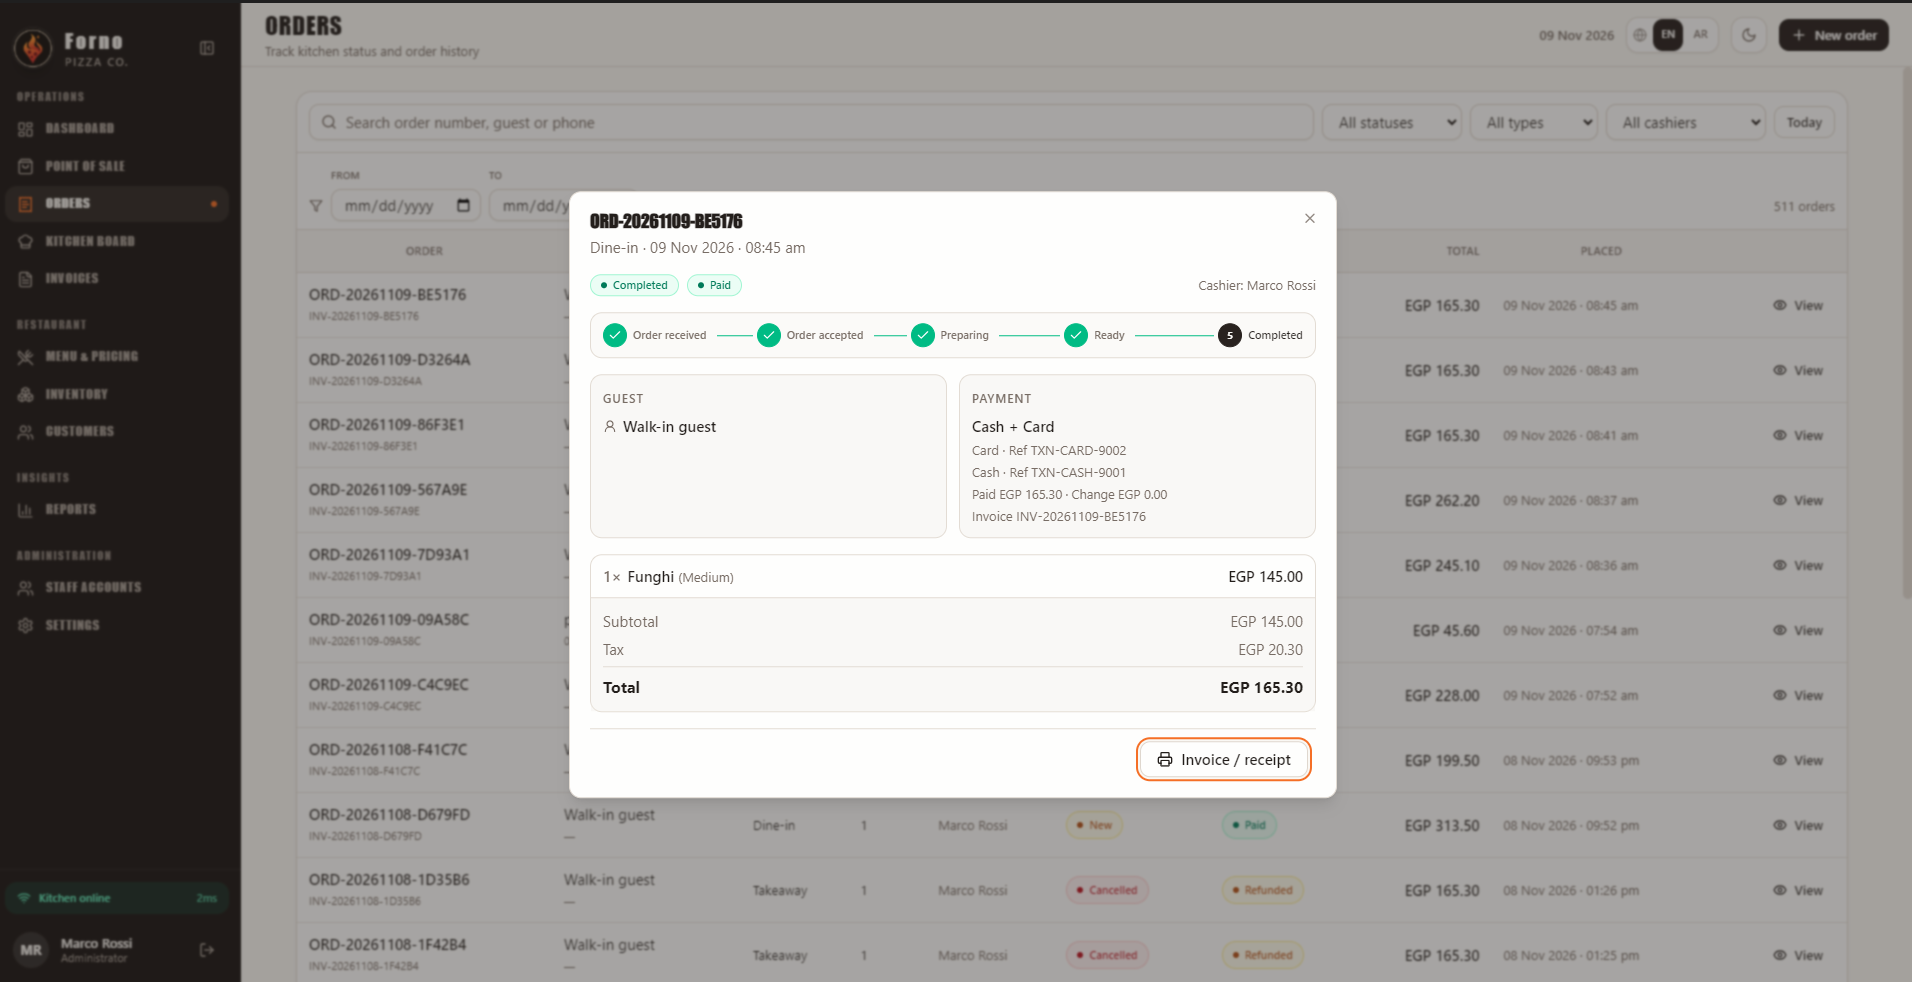 Forno
PIZZA CO.
OPERATIONS
DASHBOARD
POINT OF SALE
ORDERS
KITCHEN BOARD
INVOICES
RESTAURANT
MENU & PRICING
INVENTORY
CUSTOMERS
INSIGHTS
REPORTS
ADMINISTRATION
STAFF ACCOUNTS
SETTINGS
Kitchen online 2ms
MR Marco Rossi
Administrator
ORDERS
Track kitchen status and order history
09 Nov 2026 EN AR + New order
Search order number, guest or phone All statuses All types All cashiers Today
FROM TO
mm/dd/yyyy mm/dd/y 511 orders
ORDER TOTAL PLACED
ORD-20261109-BE5176 EGP 165.30 09 Nov 2026 · 08:45 am View
INV-20261109-BE5176
ORD-20261109-D3264A EGP 165.30 09 Nov 2026 · 08:43 am View
INV-20261109-D3264A
ORD-20261109-86F3E1 EGP 165.30 09 Nov 2026 · 08:41 am View
INV-20261109-86F3E1
ORD-20261109-567A9E EGP 262.20 09 Nov 2026 · 08:37 am View
INV-20261109-567A9E
ORD-20261109-7D93A1 EGP 245.10 09 Nov 2026 · 08:36 am View
INV-20261109-7D93A1
ORD-20261109-09A58C EGP 45.60 09 Nov 2026 · 07:54 am View
INV-20261109-09A58C
ORD-20261109-C4C9EC EGP 228.00 09 Nov 2026 · 07:52 am View
INV-20261109-C4C9EC
ORD-20261108-F41C7C EGP 199.50 08 Nov 2026 · 09:53 pm View
INV-20261108-F41C7C
ORD-20261108-D679FD Walk-in guest Dine-in 1 Marco Rossi New Paid EGP 313.50 08 Nov 2026 · 09:52 pm View
INV-20261108-D679FD —
ORD-20261108-1D35B6 Walk-in guest Takeaway 1 Marco Rossi Cancelled Refunded EGP 165.30 08 Nov 2026 · 01:26 pm View
INV-20261108-1D35B6 —
ORD-20261108-1F42B4 Walk-in guest Takeaway 1 Marco Rossi Cancelled Refunded EGP 165.30 08 Nov 2026 · 01:25 pm View
INV-20261108-1F42B4 —
ORD-20261109-BE5176
Dine-in · 09 Nov 2026 · 08:45 am
Completed Paid Cashier: Marco Rossi
Order received Order accepted Preparing Ready 5 Completed
GUEST
Walk-in guest
PAYMENT
Cash + Card
Card · Ref TXN-CARD-9002
Cash · Ref TXN-CASH-9001
Paid EGP 165.30 · Change EGP 0.00
Invoice INV-20261109-BE5176
1× Funghi (Medium) EGP 145.00
Subtotal EGP 145.00
Tax EGP 20.30
Total EGP 165.30
Invoice / receipt